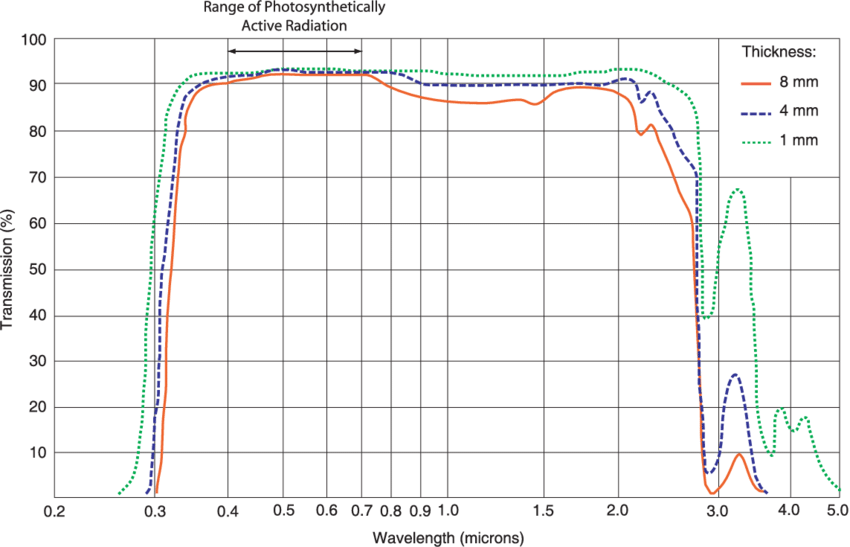 Range of Photosynthetically
Active Radiation
Thickness:
8 mm
4 mm
1 mm
100
90
80
70
60
50
40
30
20
10
Transmission (%)
0.2 0.3 0.4 0.5 0.6 0.7 0.8 0.9 1.0 1.5 2.0 3.0 4.0 5.0
Wavelength (microns)